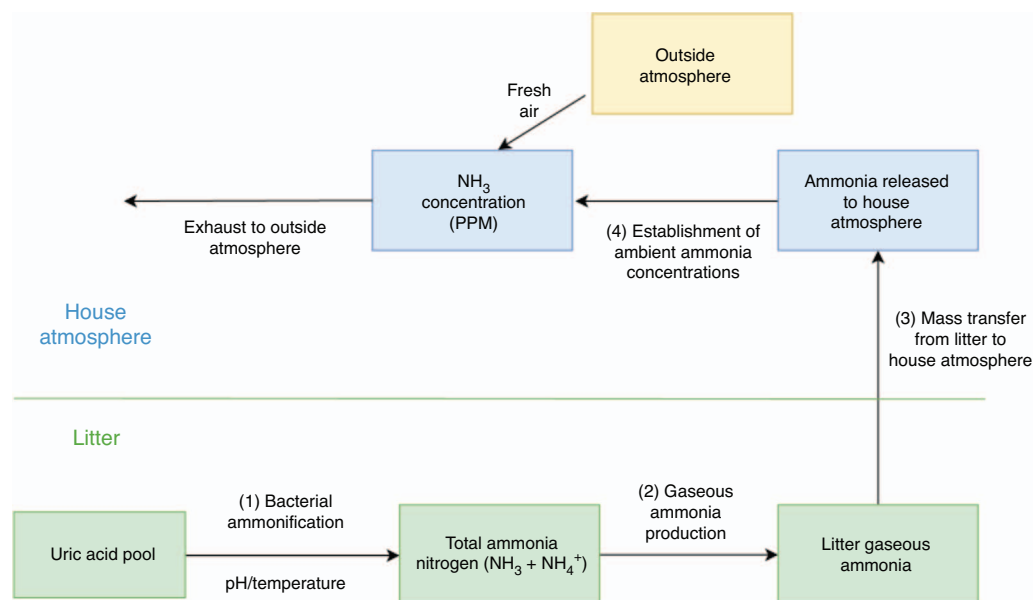 Outside
atmosphere
Fresh
air
NH₃
concentration
(PPM)
Ammonia released
to house
atmosphere
Exhaust to outside
atmosphere
(4) Establishment of
ambient ammonia
concentrations
House
atmosphere
(3) Mass transfer
from litter to
house atmosphere
Litter
(1) Bacterial
ammonification
(2) Gaseous
ammonia
production
Uric acid pool
pH/temperature
Total ammonia
nitrogen (NH₃ + NH₄⁺)
Litter gaseous
ammonia